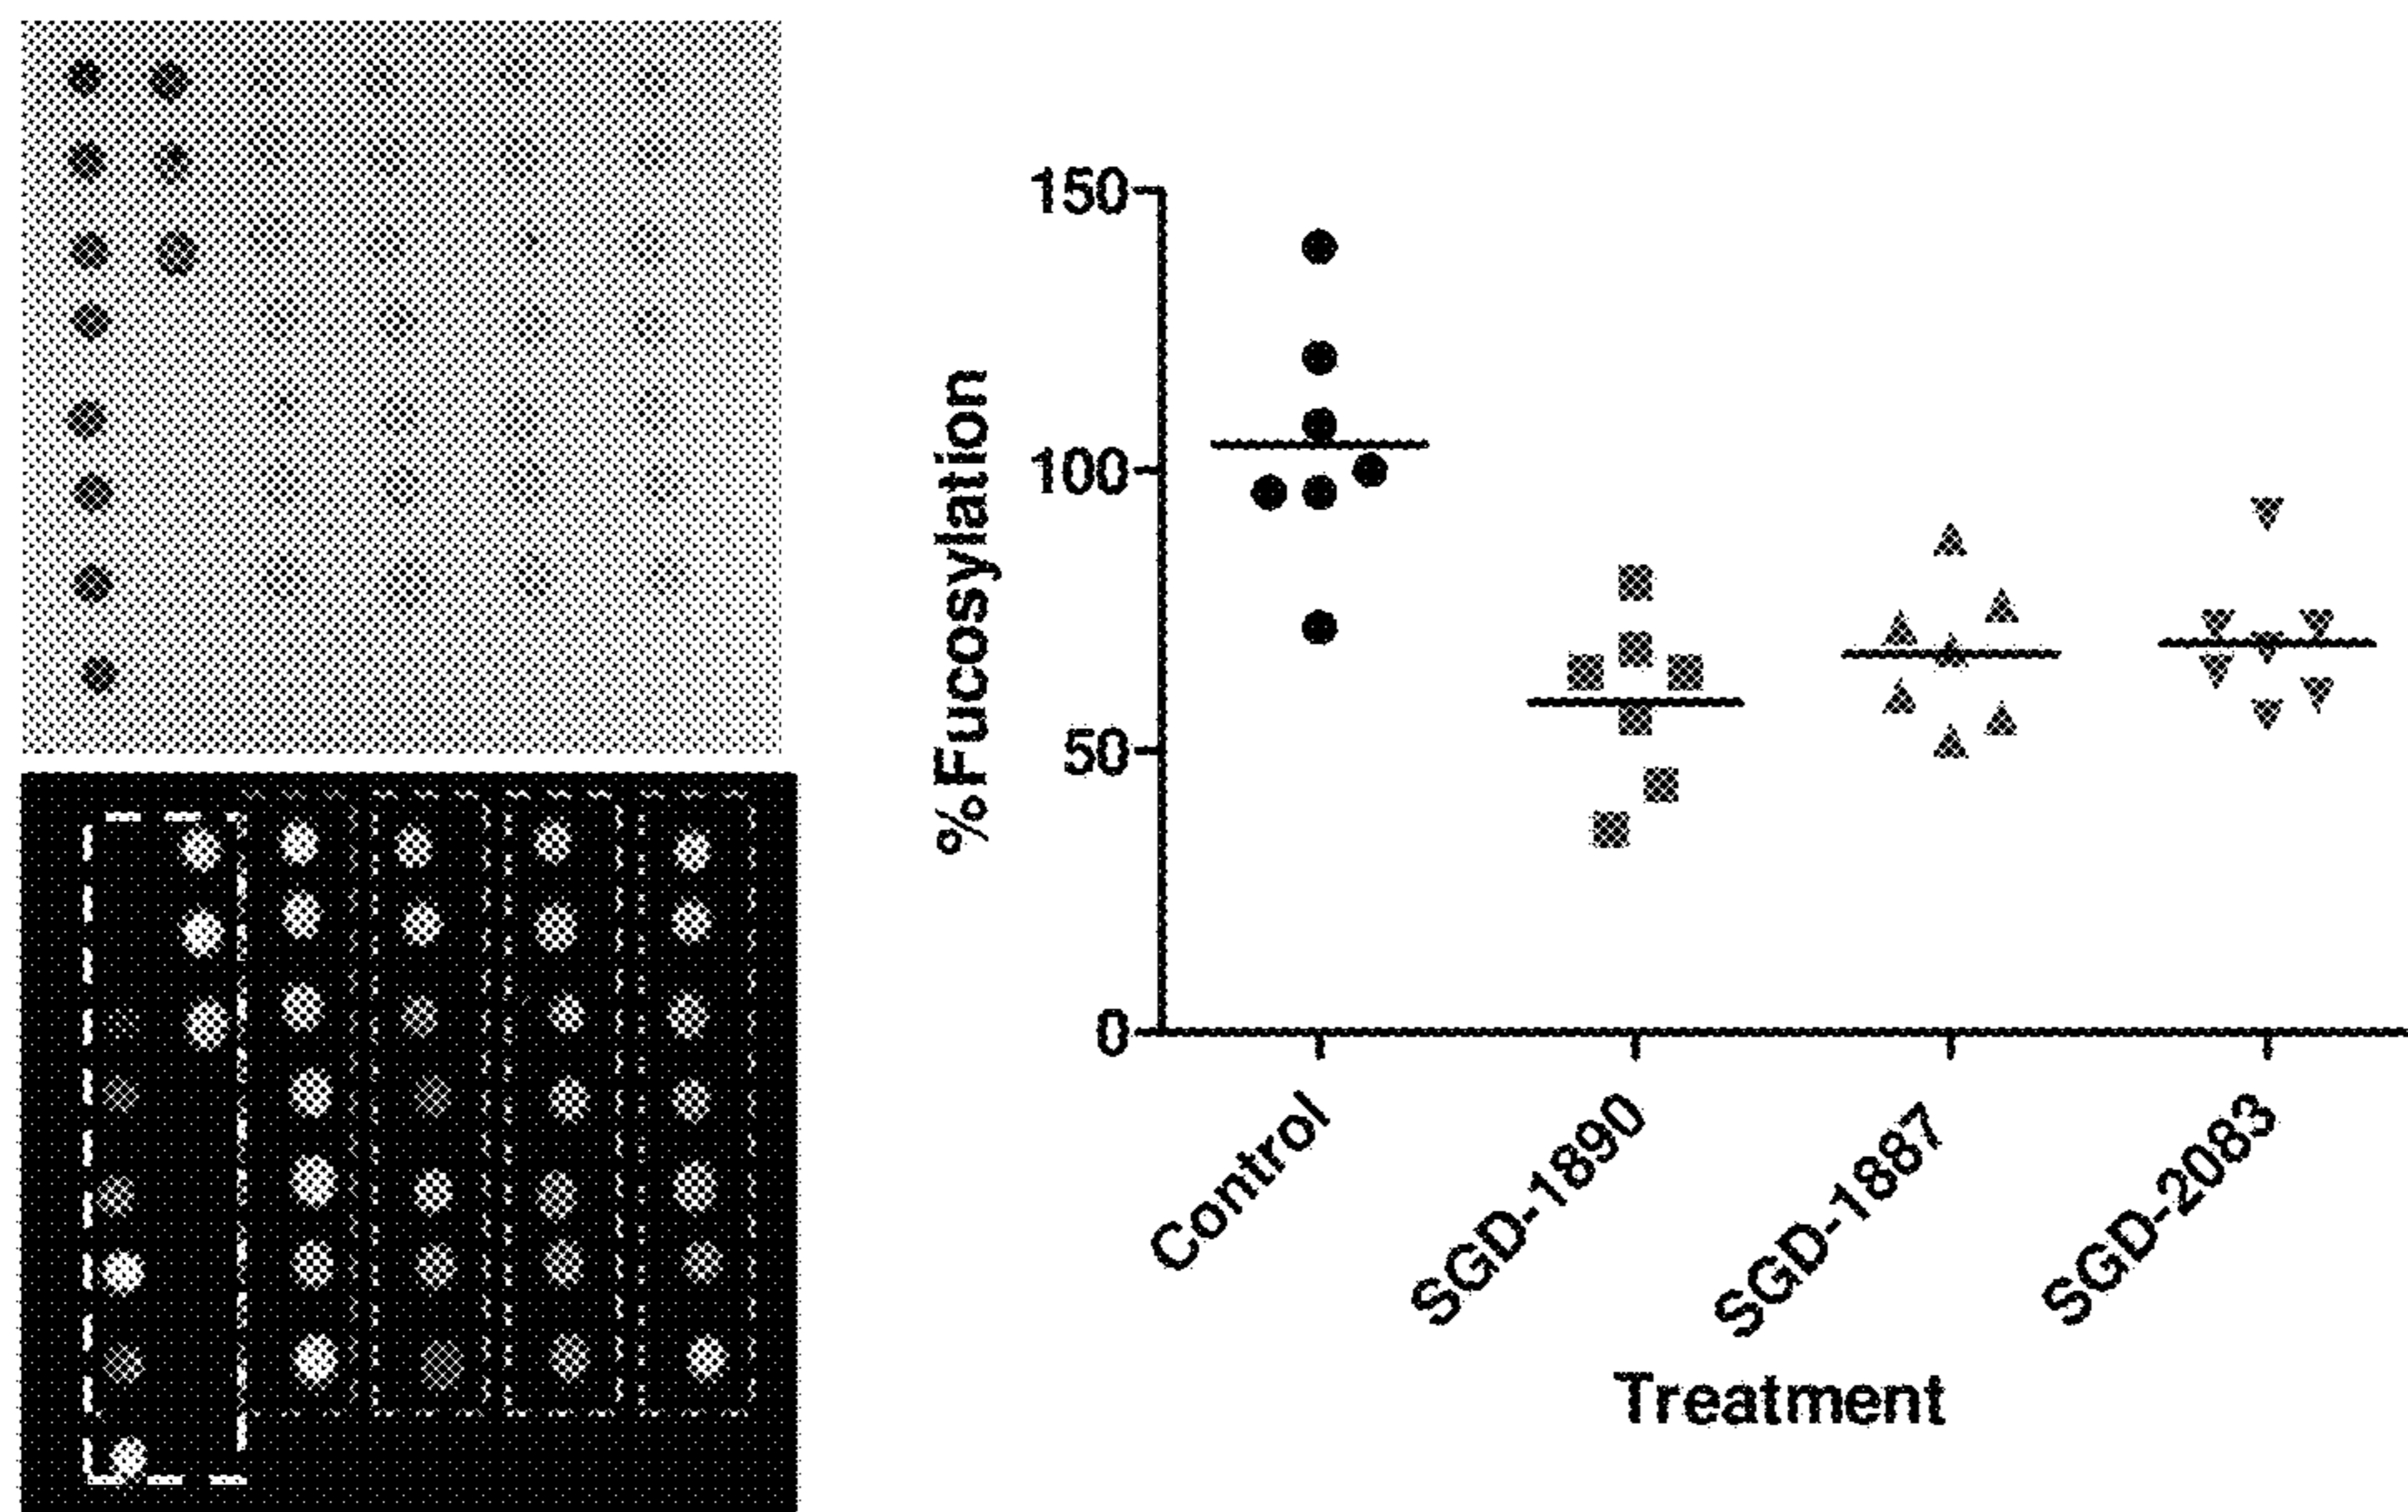 150
100
50
0
%Fucosylation
Control
SGD-1890
SGD-1887
SGD-2083
Treatment